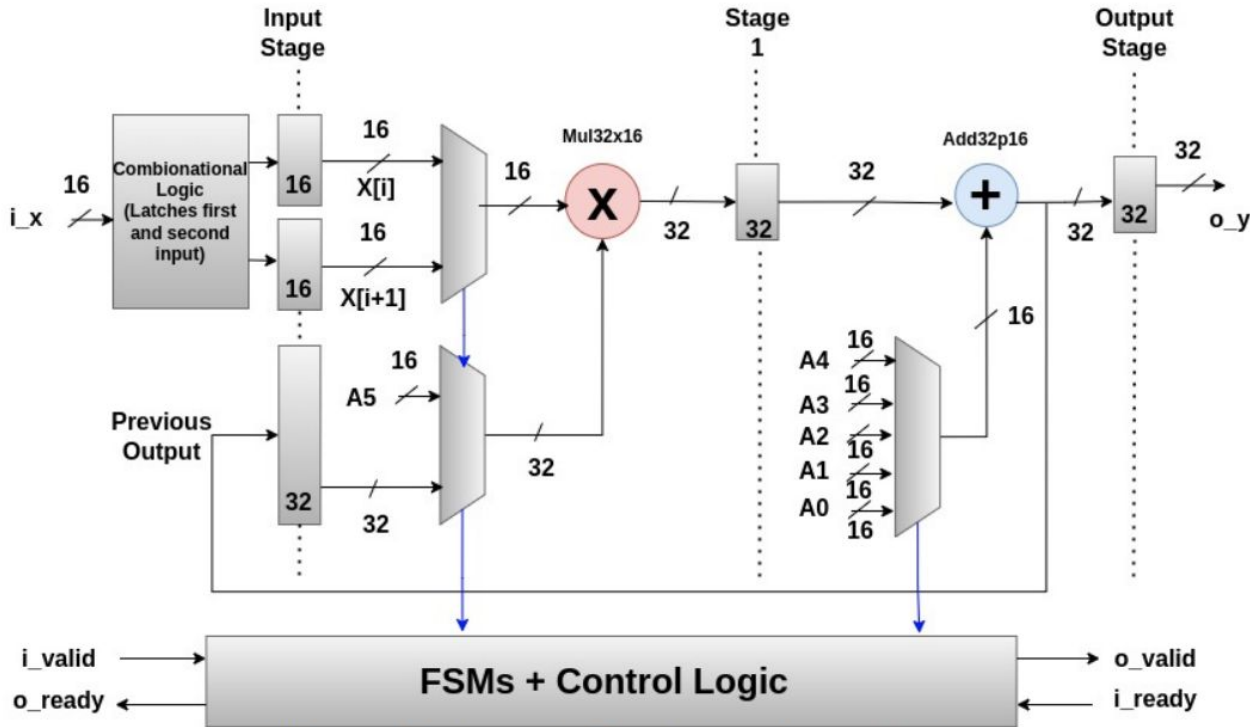 Input
Stage
Stage
1
Output
Stage
16
i_x
Combionational
Logic
(Latches first
and second
input)
16
16
X[i]
16
16
X[i+1]
16
Mul32x16
X
32
32
32
Add32p16
+
32
32
32
o_y
16
A5
16
A4
16
A3
16
A2
16
A1
16
A0
16
Previous
Output
32
32
32
i_valid
o_ready
FSMs + Control Logic
o_valid
i_ready